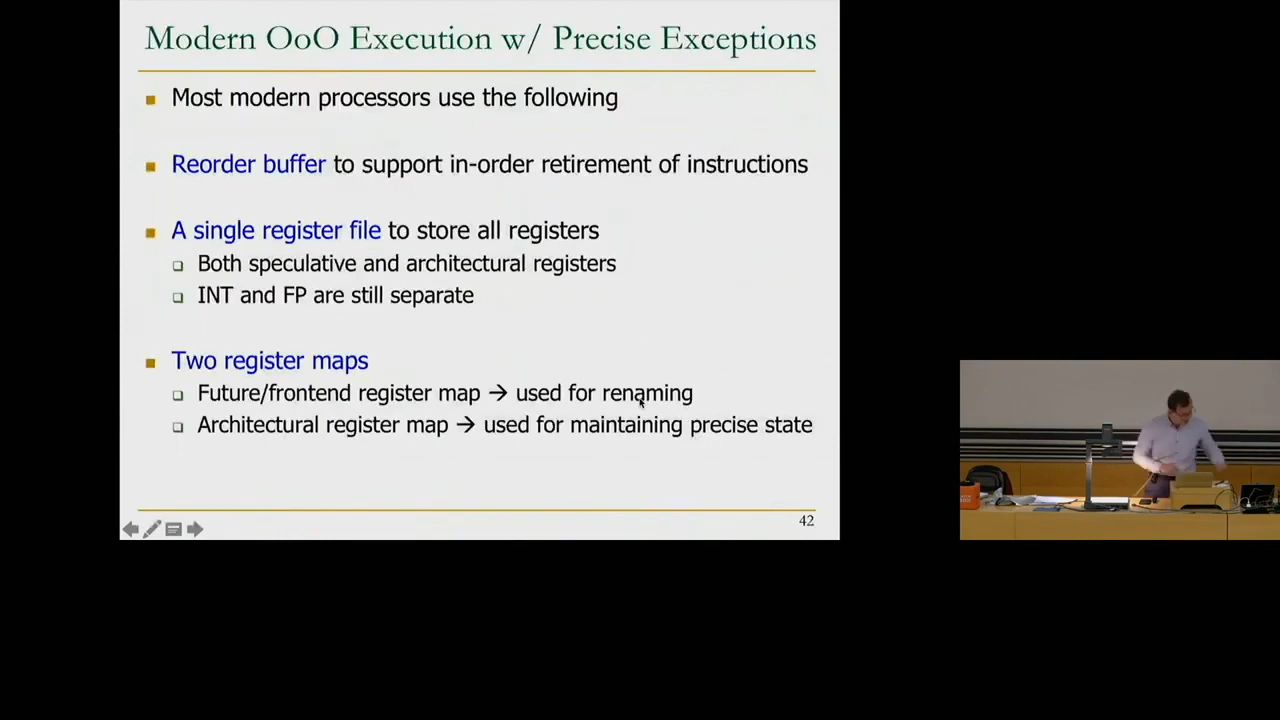 Modern OoO Execution w/ Precise Exceptions
Most modern processors use the following
Reorder buffer to support in-order retirement of instructions
A single register file to store all registers
Both speculative and architectural registers
INT and FP are still separate
Two register maps
Future/frontend register map → used for renaming
Architectural register map → used for maintaining precise state
42